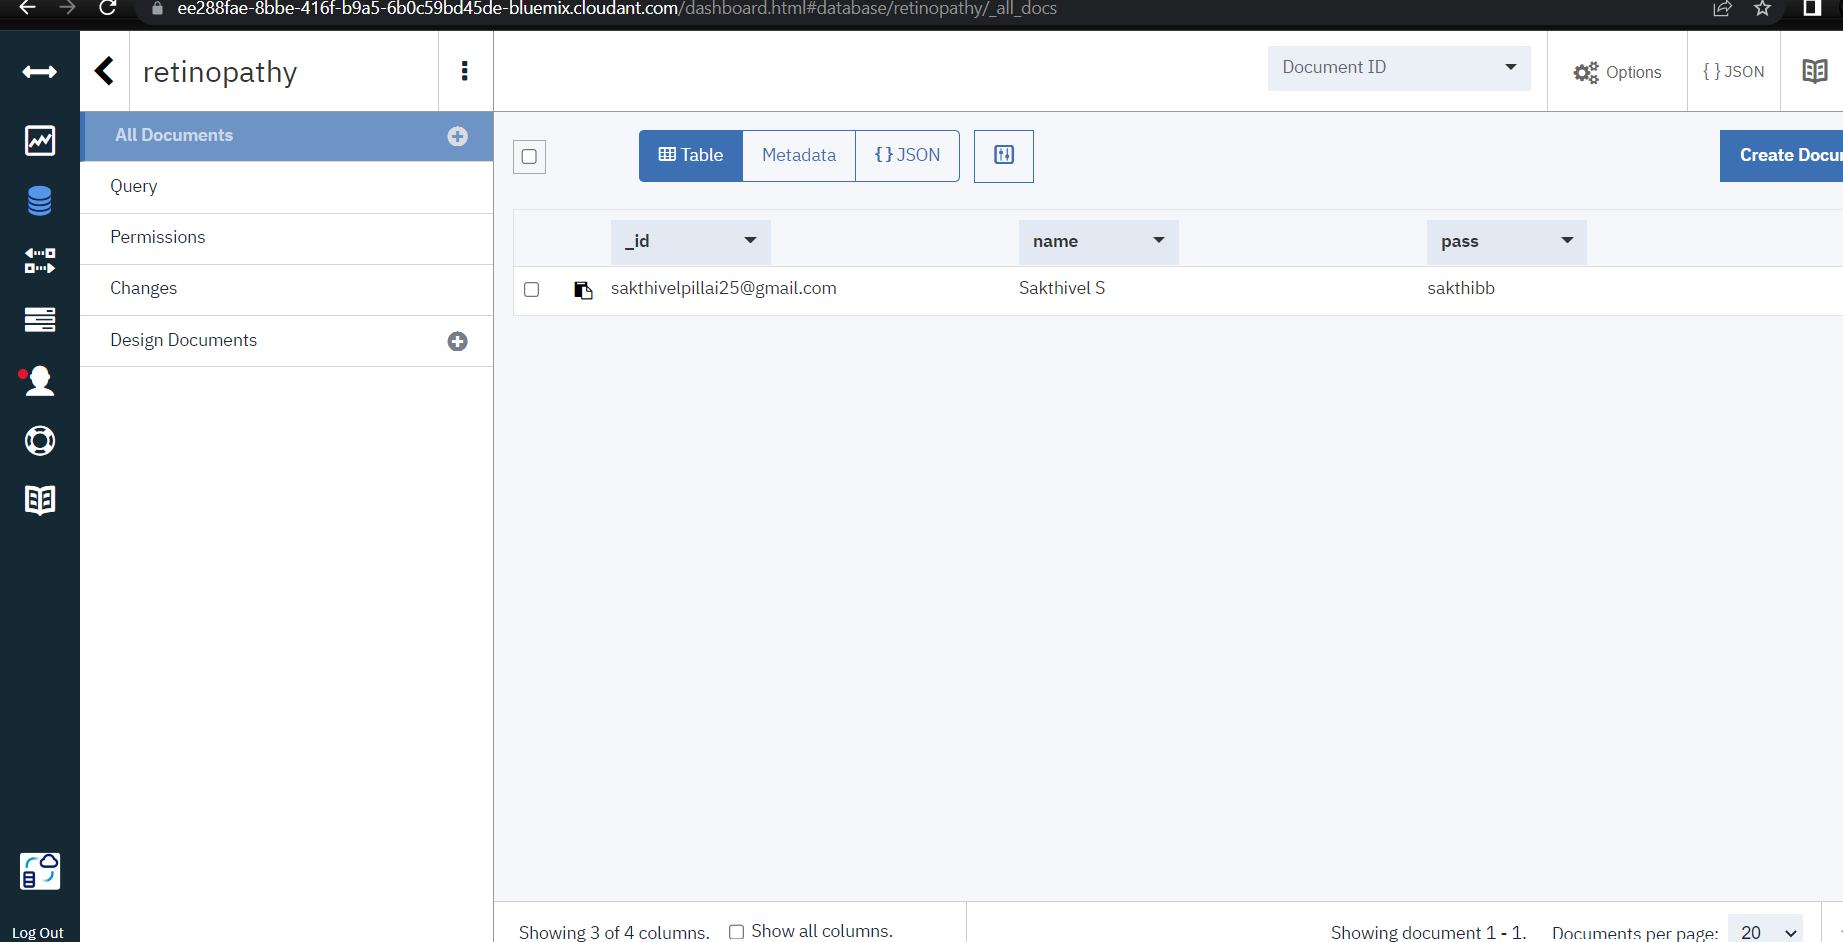 ee288fae-8bbe-416f-b9a5-6b0c59bd45de-bluemix.cloudant.com/dashboard.html#database/retinopathy/_all_docs
retinopathy
Document ID
Options
{ } JSON
All Documents
Query
Permissions
Changes
Design Documents
Table
Metadata
{ } JSON
Create Docu
_id name pass
sakthivelpillai25@gmail.com Sakthivel S sakthibb
Showing 3 of 4 columns.
Show all columns.
Showing document 1 - 1.
Documents per page: 20
Log Out